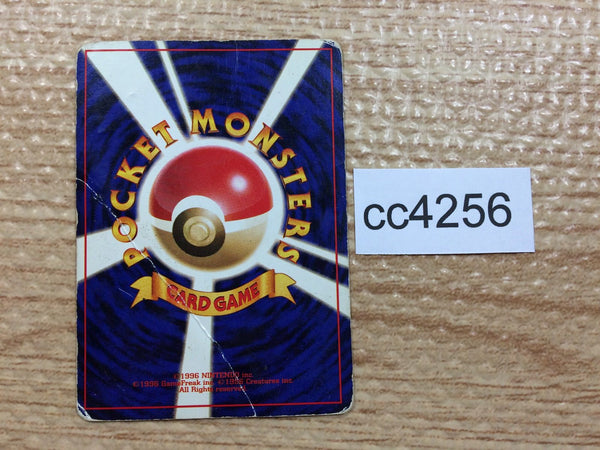 POCKET MONSTERS
CARD GAME
©1996 NINTENDO inc.
©1996 GameFreak inc. ©1996 Creatures inc.
All Rights reserved.
cc4256